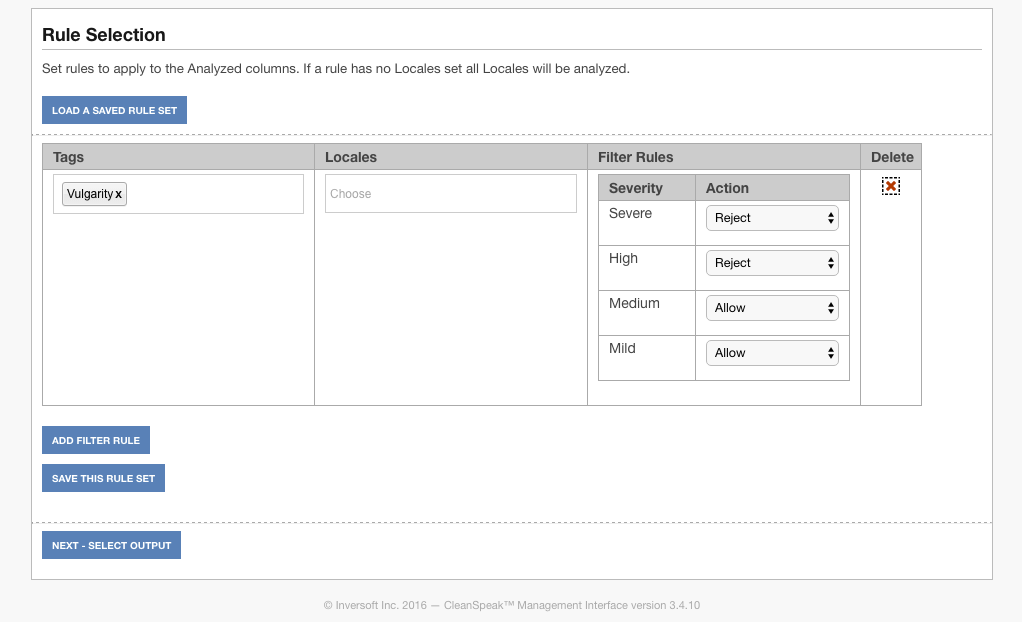 Rule Selection
Set rules to apply to the Analyzed columns. If a rule has no Locales set all Locales will be analyzed.
LOAD A SAVED RULE SET
Tags Locales Filter Rules Delete
Vulgarity x Choose Severity Action
Severe Reject
High Reject
Medium Allow
Mild Allow
ADD FILTER RULE
SAVE THIS RULE SET
NEXT - SELECT OUTPUT
© Inversoft Inc. 2016 — CleanSpeak™ Management Interface version 3.4.10